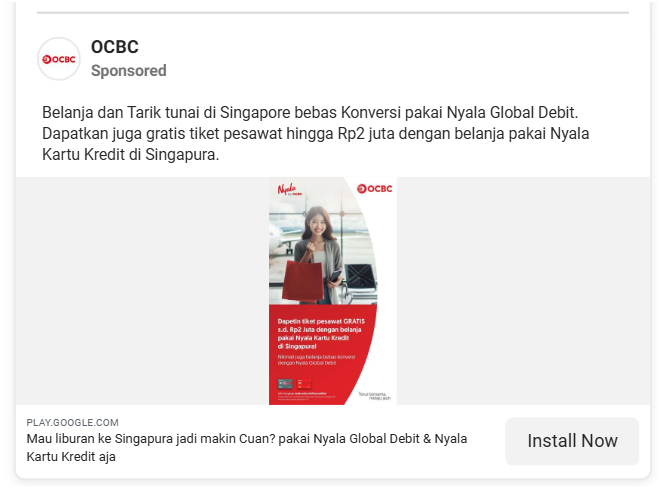 OCBC
OCBC
Sponsored
Belanja dan Tarik tunai di Singapore bebas Konversi pakai Nyala Global Debit.
Dapatkan juga gratis tiket pesawat hingga Rp2 juta dengan belanja pakai Nyala
Kartu Kredit di Singapura.
Nyala
OCBC
Dapetin tiket pesawat GRATIS
s.d. Rp2 Juta dengan belanja
pakai Nyala Kartu Kredit
di Singapura!
Nikmati juga belanja bebas konversi
dengan Nyala Global Debit
PLAY.GOOGLE.COM
Mau liburan ke Singapura jadi makin Cuan? pakai Nyala Global Debit & Nyala
Kartu Kredit aja
Install Now